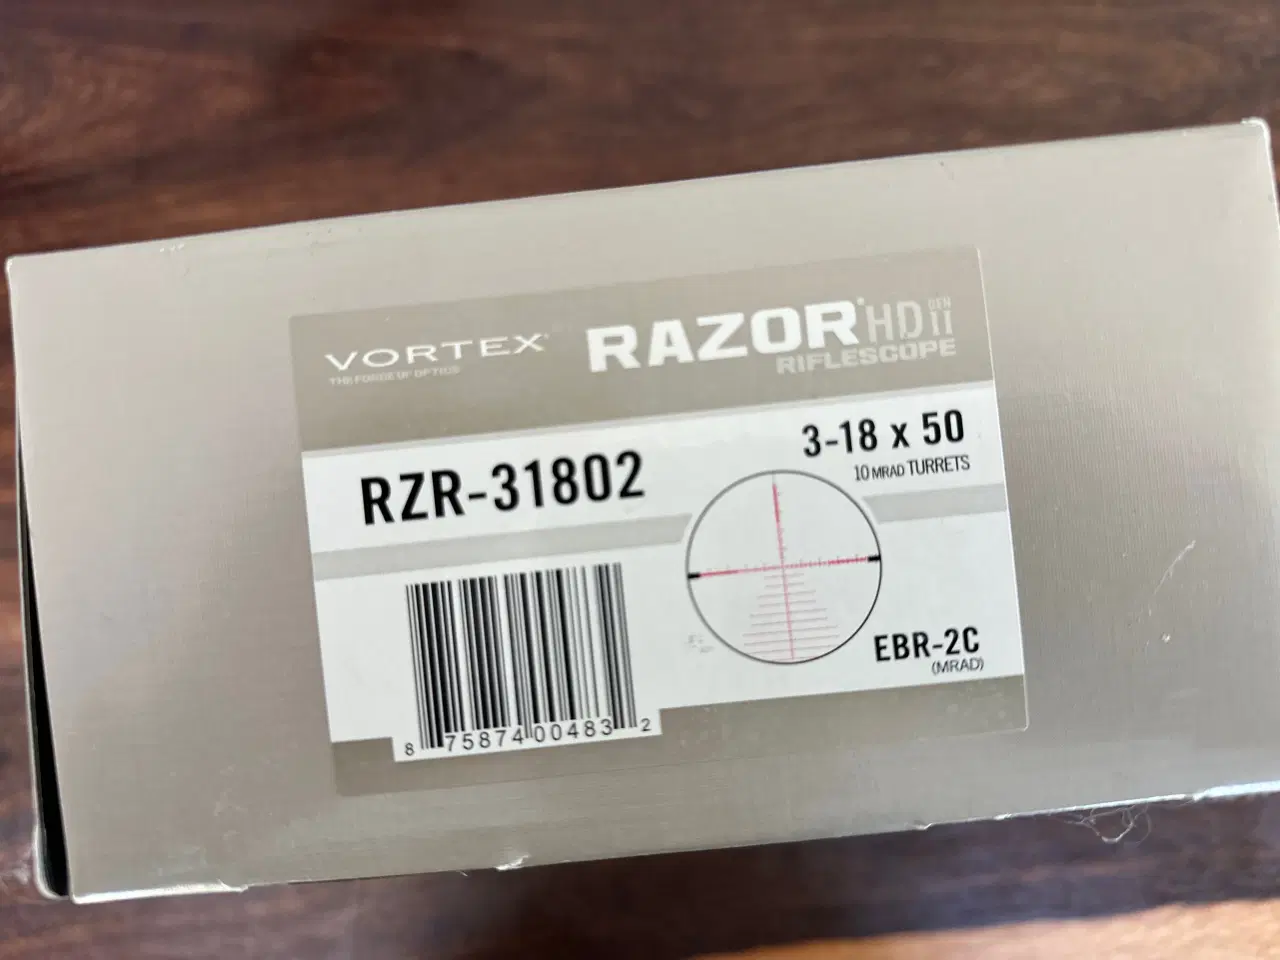 VORTEX®
THE FORCE OF OPTICS®
RAZOR® HD GEN II
RIFLESCOPE
RZR-31802
3-18 x 50
10 MRAD TURRETS
EBR-2C
(MRAD)
8 75874 00483 2